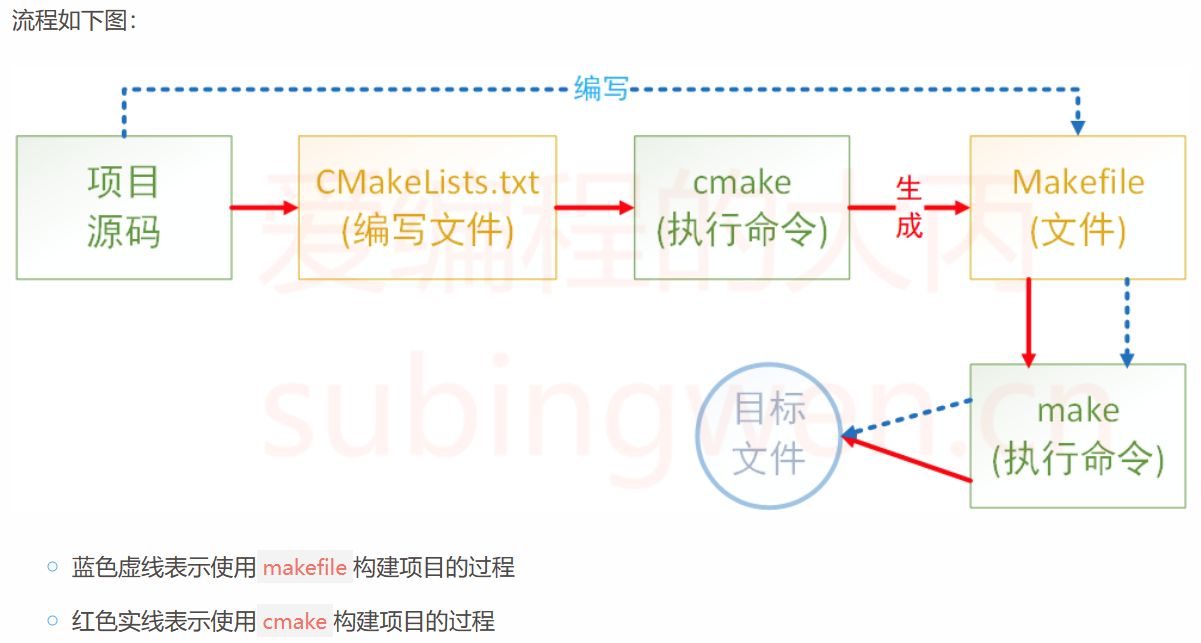 流程如下图：
编写
项目
源码
CMakeLists.txt
(编写文件)
cmake
(执行命令)
生
成
Makefile
(文件)
爱编程的大丙
subingwen.cn
目标
文件
make
(执行命令)
蓝色虚线表示使用 makefile 构建项目的过程
红色实线表示使用 cmake 构建项目的过程